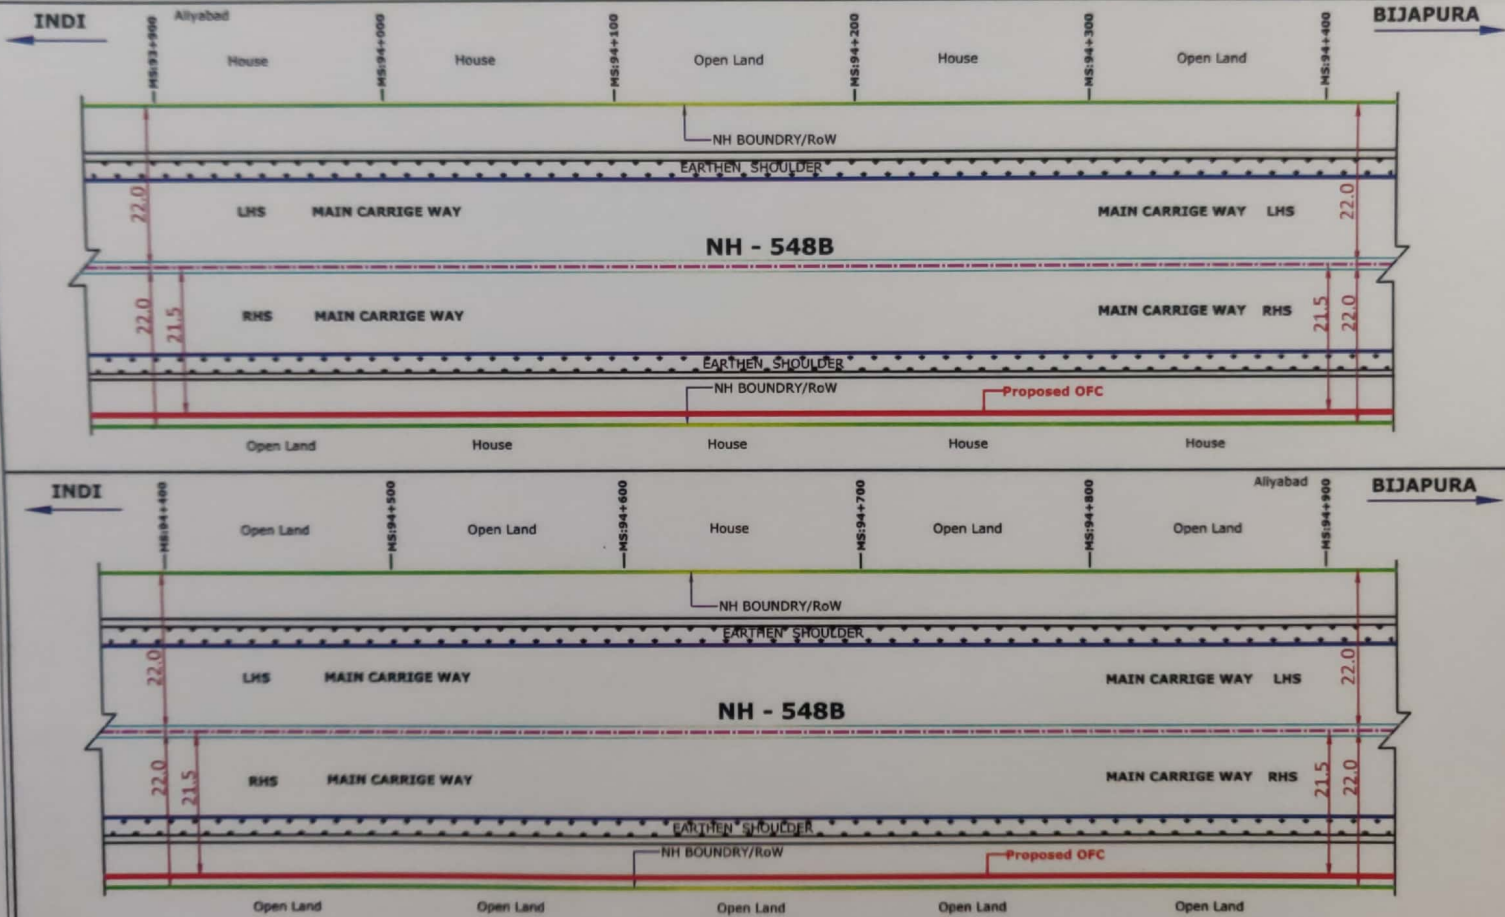 INDI
Aliyabad
BIJAPURA
MS:93+900
MS:94+000
MS:94+100
MS:94+200
MS:94+300
MS:94+400
House
House
Open Land
House
Open Land
NH BOUNDRY/RoW
EARTHEN SHOULDER
22.0
LHS MAIN CARRIGE WAY
MAIN CARRIGE WAY LHS
22.0
NH - 548B
22.0
21.5
RHS MAIN CARRIGE WAY
MAIN CARRIGE WAY RHS
21.5
22.0
EARTHEN SHOULDER
NH BOUNDRY/RoW
Proposed OFC
Open Land
House
House
House
House
INDI
Aliyabad
BIJAPURA
MS:94+400
MS:94+500
MS:94+600
MS:94+700
MS:94+800
MS:94+900
Open Land
Open Land
House
Open Land
Open Land
NH BOUNDRY/RoW
EARTHEN SHOULDER
22.0
LHS MAIN CARRIGE WAY
MAIN CARRIGE WAY LHS
22.0
NH - 548B
22.0
21.5
RHS MAIN CARRIGE WAY
MAIN CARRIGE WAY RHS
21.5
22.0
EARTHEN SHOULDER
NH BOUNDRY/RoW
Proposed OFC
Open Land
Open Land
Open Land
Open Land
Open Land